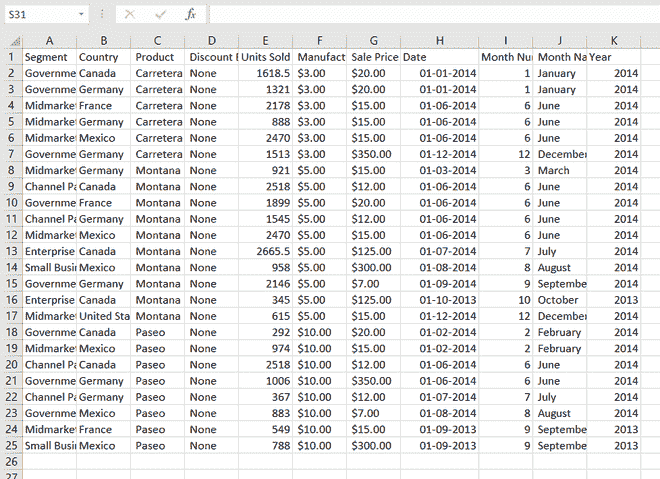 S31 fx
A B C D E F G H I J K
1 Segment Country Product Discount Units Sold Manufact Sale Price Date Month Nu Month Na Year
2 Governme Canada Carretera None 1618.5 $3.00 $20.00 01-01-2014 1 January 2014
3 Governme Germany Carretera None 1321 $3.00 $20.00 01-01-2014 1 January 2014
4 Midmarke France Carretera None 2178 $3.00 $15.00 01-06-2014 6 June 2014
5 Midmarke Germany Carretera None 888 $3.00 $15.00 01-06-2014 6 June 2014
6 Midmarke Mexico Carretera None 2470 $3.00 $15.00 01-06-2014 6 June 2014
7 Governme Germany Carretera None 1513 $3.00 $350.00 01-12-2014 12 December 2014
8 Midmarke Germany Montana None 921 $5.00 $15.00 01-03-2014 3 March 2014
9 Channel Pa Canada Montana None 2518 $5.00 $12.00 01-06-2014 6 June 2014
10 Governme France Montana None 1899 $5.00 $20.00 01-06-2014 6 June 2014
11 Channel Pa Germany Montana None 1545 $5.00 $12.00 01-06-2014 6 June 2014
12 Midmarke Mexico Montana None 2470 $5.00 $15.00 01-06-2014 6 June 2014
13 Enterprise Canada Montana None 2665.5 $5.00 $125.00 01-07-2014 7 July 2014
14 Small Busi Mexico Montana None 958 $5.00 $300.00 01-08-2014 8 August 2014
15 Governme Germany Montana None 2146 $5.00 $7.00 01-09-2014 9 Septembe 2014
16 Enterprise Canada Montana None 345 $5.00 $125.00 01-10-2013 10 October 2013
17 Midmarke United Sta Montana None 615 $5.00 $15.00 01-12-2014 12 December 2014
18 Governme Canada Paseo None 292 $10.00 $20.00 01-02-2014 2 February 2014
19 Midmarke Mexico Paseo None 974 $10.00 $15.00 01-02-2014 2 February 2014
20 Channel Pa Canada Paseo None 2518 $10.00 $12.00 01-06-2014 6 June 2014
21 Governme Germany Paseo None 1006 $10.00 $350.00 01-06-2014 6 June 2014
22 Channel Pa Germany Paseo None 367 $10.00 $12.00 01-07-2014 7 July 2014
23 Governme Mexico Paseo None 883 $10.00 $7.00 01-08-2014 8 August 2014
24 Midmarke France Paseo None 549 $10.00 $15.00 01-09-2013 9 Septembe 2013
25 Small Busi Mexico Paseo None 788 $10.00 $300.00 01-09-2013 9 Septembe 2013
26
27